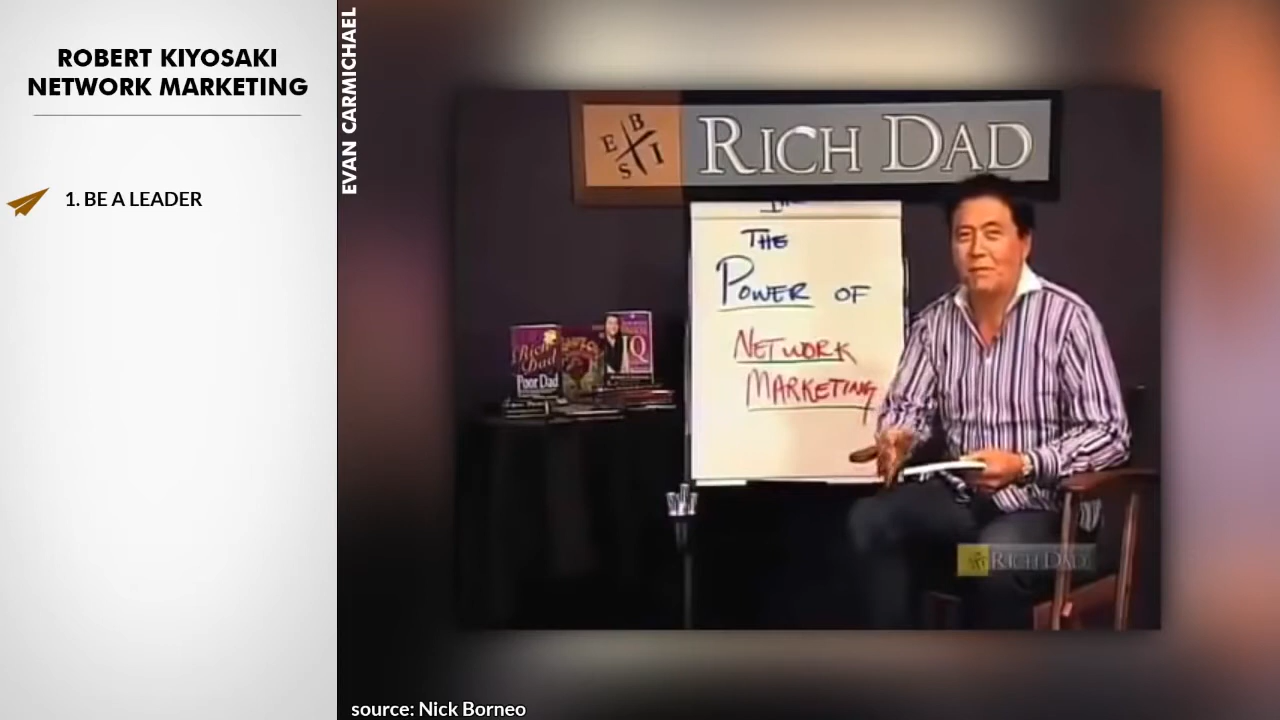 ROBERT KIYOSAKI
NETWORK MARKETING
1. BE A LEADER
EVAN CARMICHAEL
E B
S I
RICH DAD
THE
POWER OF
NETWORK
MARKETING
Rich
Dad
Poor Dad
IQ
RICH DAD
source: Nick Borneo